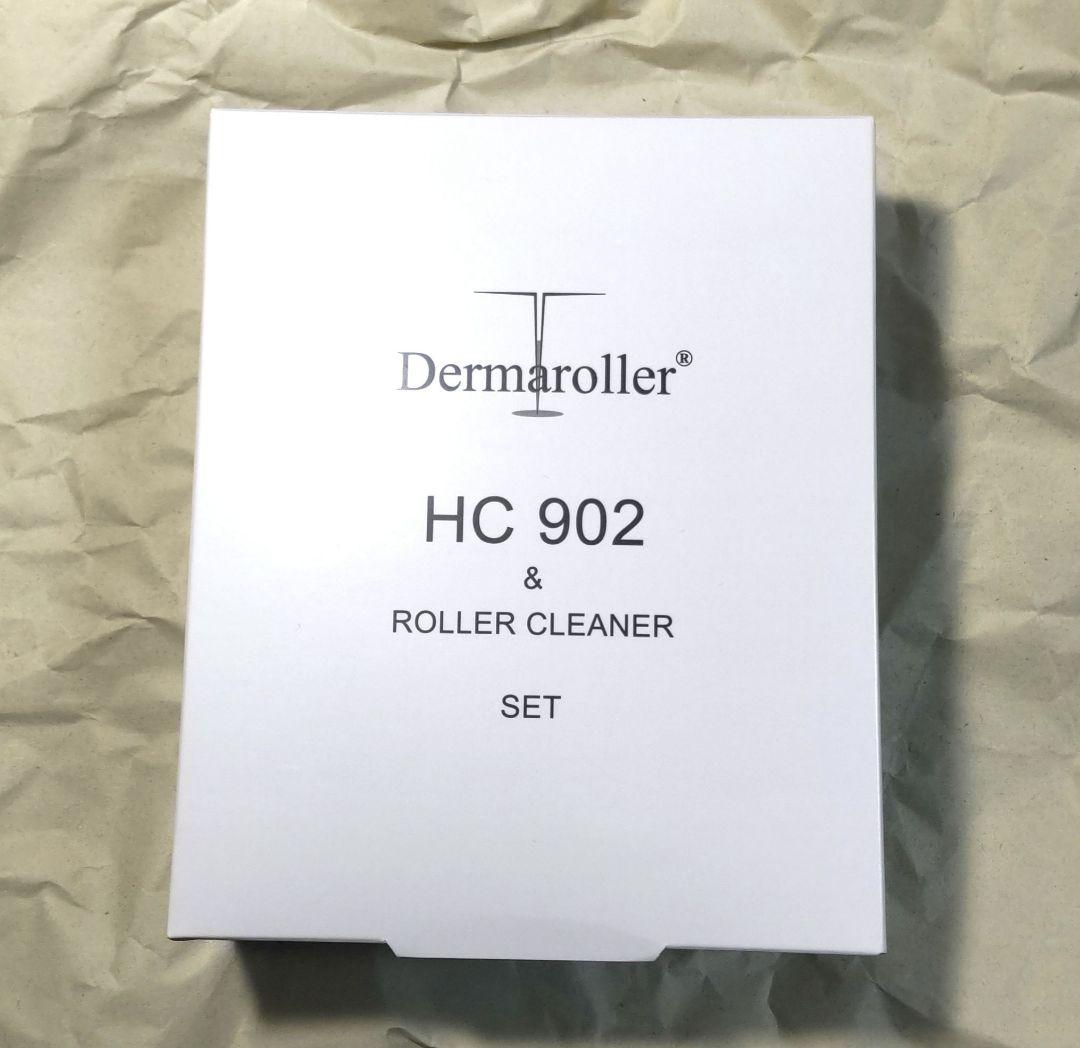 Dermaroller®
HC 902
&
ROLLER CLEANER
SET